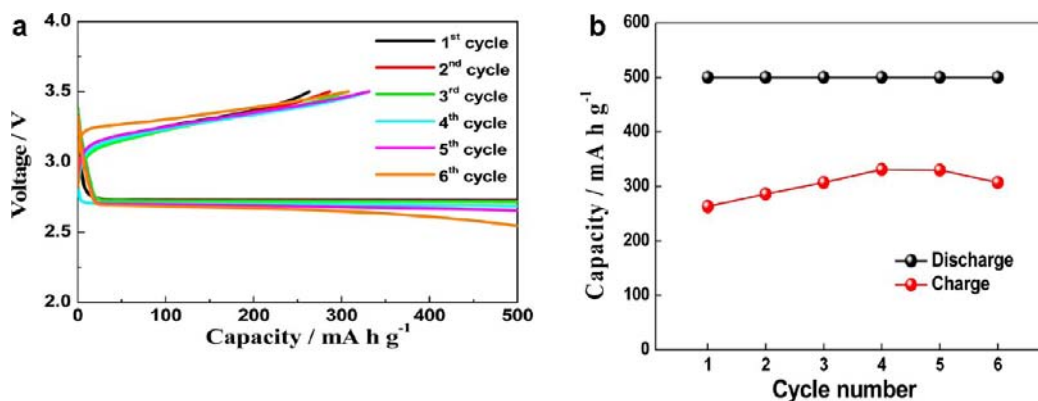 a
4.0
3.5
3.0
2.5
2.0
Voltage / V
0 100 200 300 400 500
Capacity / mA h g⁻¹
1ˢᵗ cycle
2ⁿᵈ cycle
3ʳᵈ cycle
4ᵗʰ cycle
5ᵗʰ cycle
6ᵗʰ cycle
b
600
500
400
300
200
100
0
Capacity / mA h g⁻¹
Discharge
Charge
1 2 3 4 5 6
Cycle number